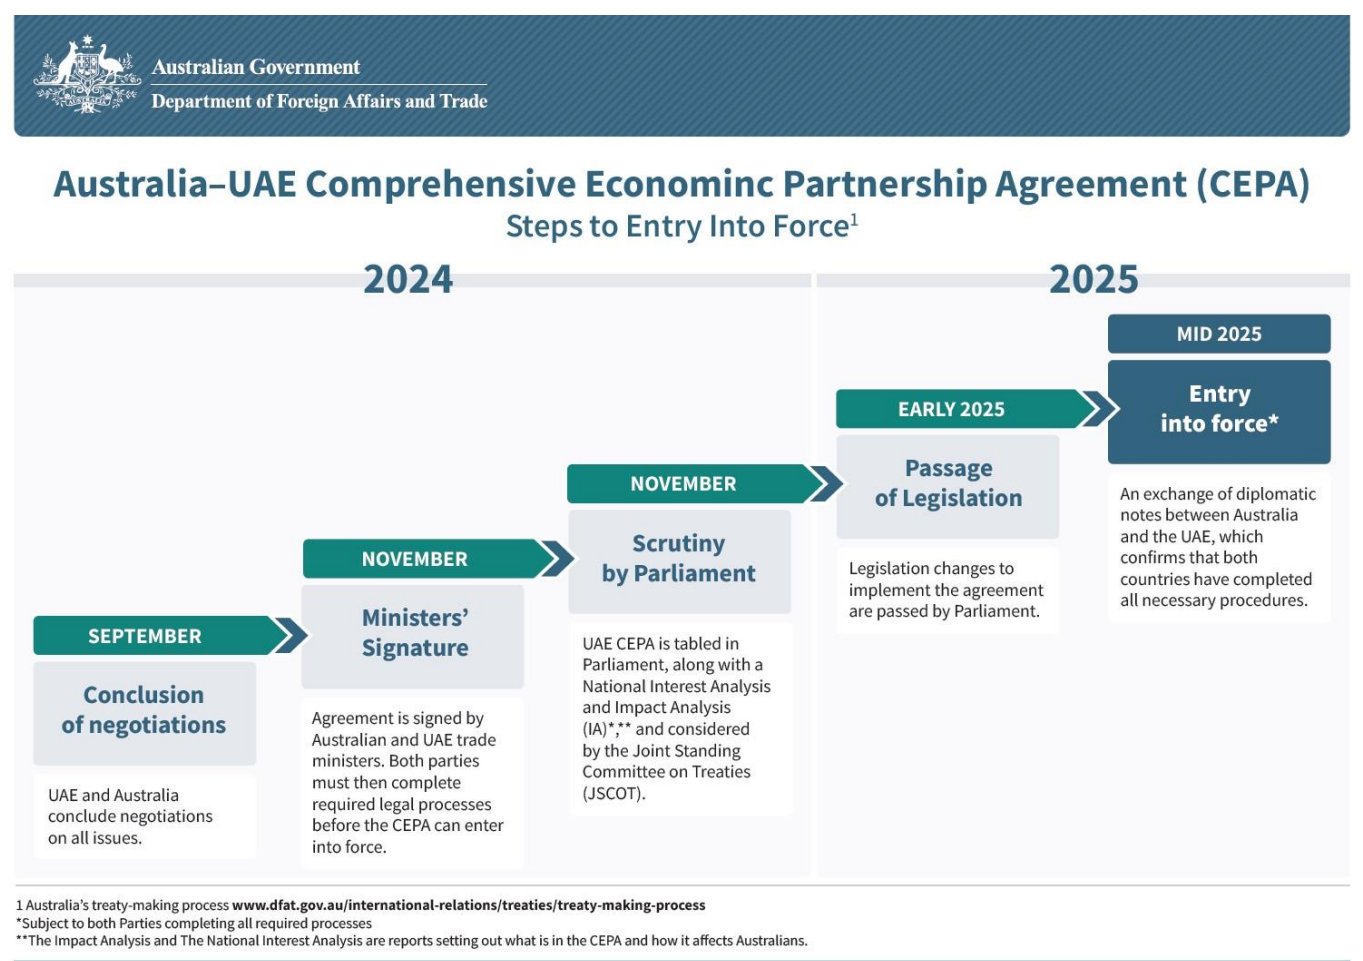 Australian Government
Department of Foreign Affairs and Trade
Australia–UAE Comprehensive Econominc Partnership Agreement (CEPA)
Steps to Entry Into Force1
2024
SEPTEMBER
Conclusion
of negotiations
UAE and Australia
conclude negotiations
on all issues.
NOVEMBER
Ministers’
Signature
Agreement is signed by
Australian and UAE trade
ministers. Both parties
must then complete
required legal processes
before the CEPA can enter
into force.
NOVEMBER
Scrutiny
by Parliament
UAE CEPA is tabled in
Parliament, along with a
National Interest Analysis
and Impact Analysis
(IA)*,** and considered
by the Joint Standing
Committee on Treaties
(JSCOT).
2025
EARLY 2025
Passage
of Legislation
Legislation changes to
implement the agreement
are passed by Parliament.
MID 2025
Entry
into force*
An exchange of diplomatic
notes between Australia
and the UAE, which
confirms that both
countries have completed
all necessary procedures.
1 Australia’s treaty-making process www.dfat.gov.au/international-relations/treaties/treaty-making-process
*Subject to both Parties completing all required processes
**The Impact Analysis and The National Interest Analysis are reports setting out what is in the CEPA and how it affects Australians.